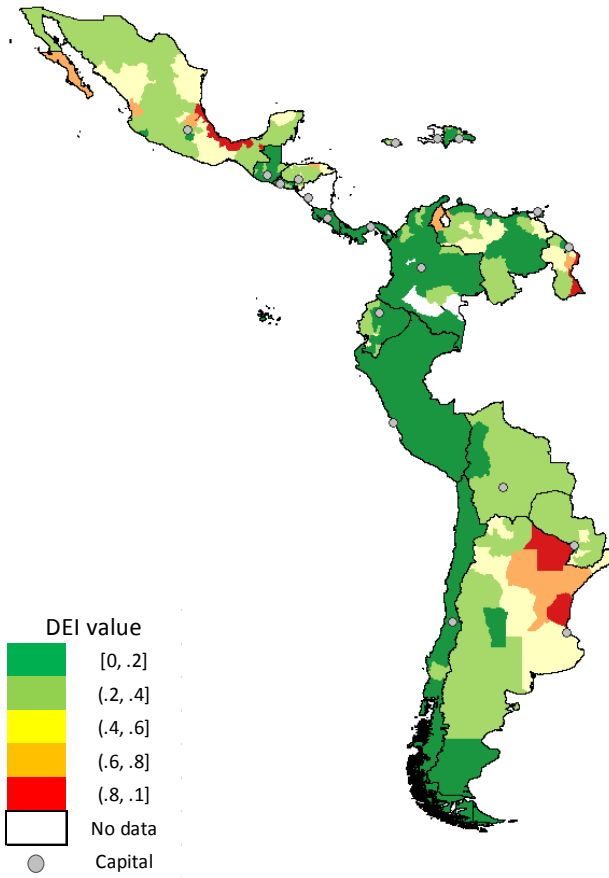 DEI value
[0, .2]
(.2, .4]
(.4, .6]
(.6, .8]
(.8, .1]
No data
Capital